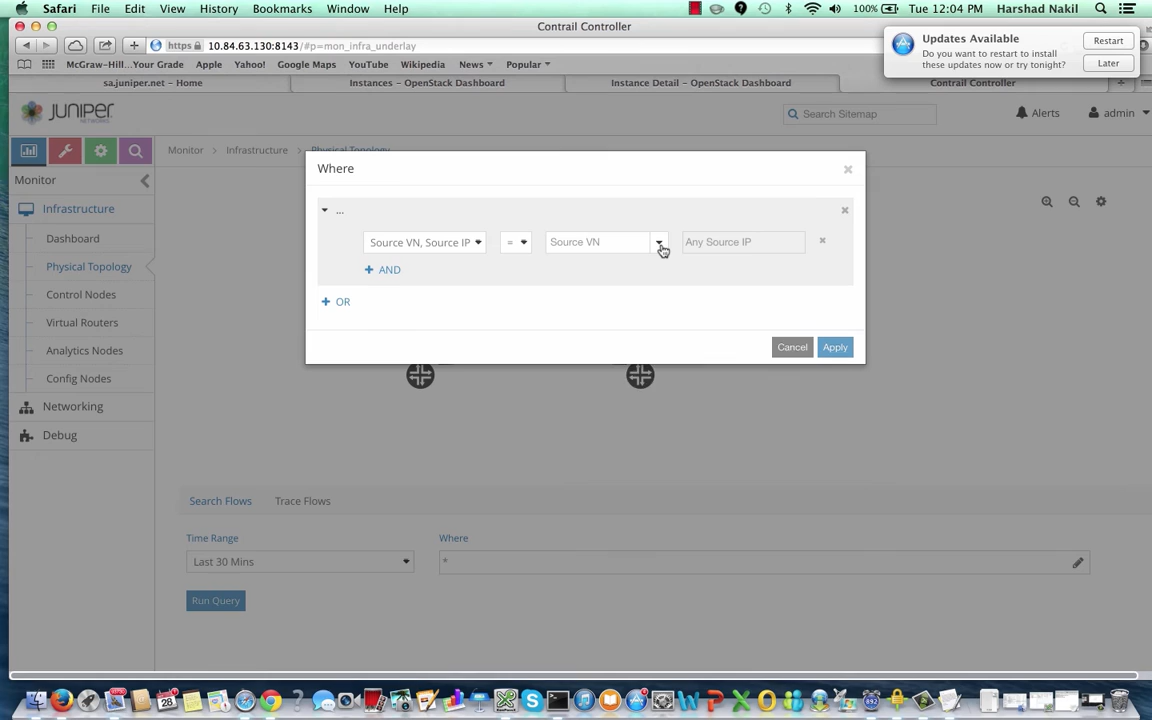 Safari File Edit View History Bookmarks Window Help 100% Tue 12:04 PM Harshad Nakil
Contrail Controller
https 10.84.63.130:8143/#p=mon_infra_underlay
McGraw-Hill...Your Grade Apple Yahoo! Google Maps YouTube Wikipedia News Popular
Updates Available
Do you want to restart to install
these updates now or try tonight?
Restart
Later
sa.juniper.net – Home Instances - OpenStack Dashboard Instance Detail - OpenStack Dashboard Contrail Controller
JUNIPER
NETWORKS
Search Sitemap Alerts admin
Monitor Infrastructure Physical Topology
Monitor
Infrastructure
Dashboard
Physical Topology
Control Nodes
Virtual Routers
Analytics Nodes
Config Nodes
Networking
Debug
Where
...
Source VN, Source IP = Source VN Any Source IP
+ AND
+ OR
Cancel Apply
Search Flows Trace Flows
Time Range Where
Last 30 Mins *
Run Query